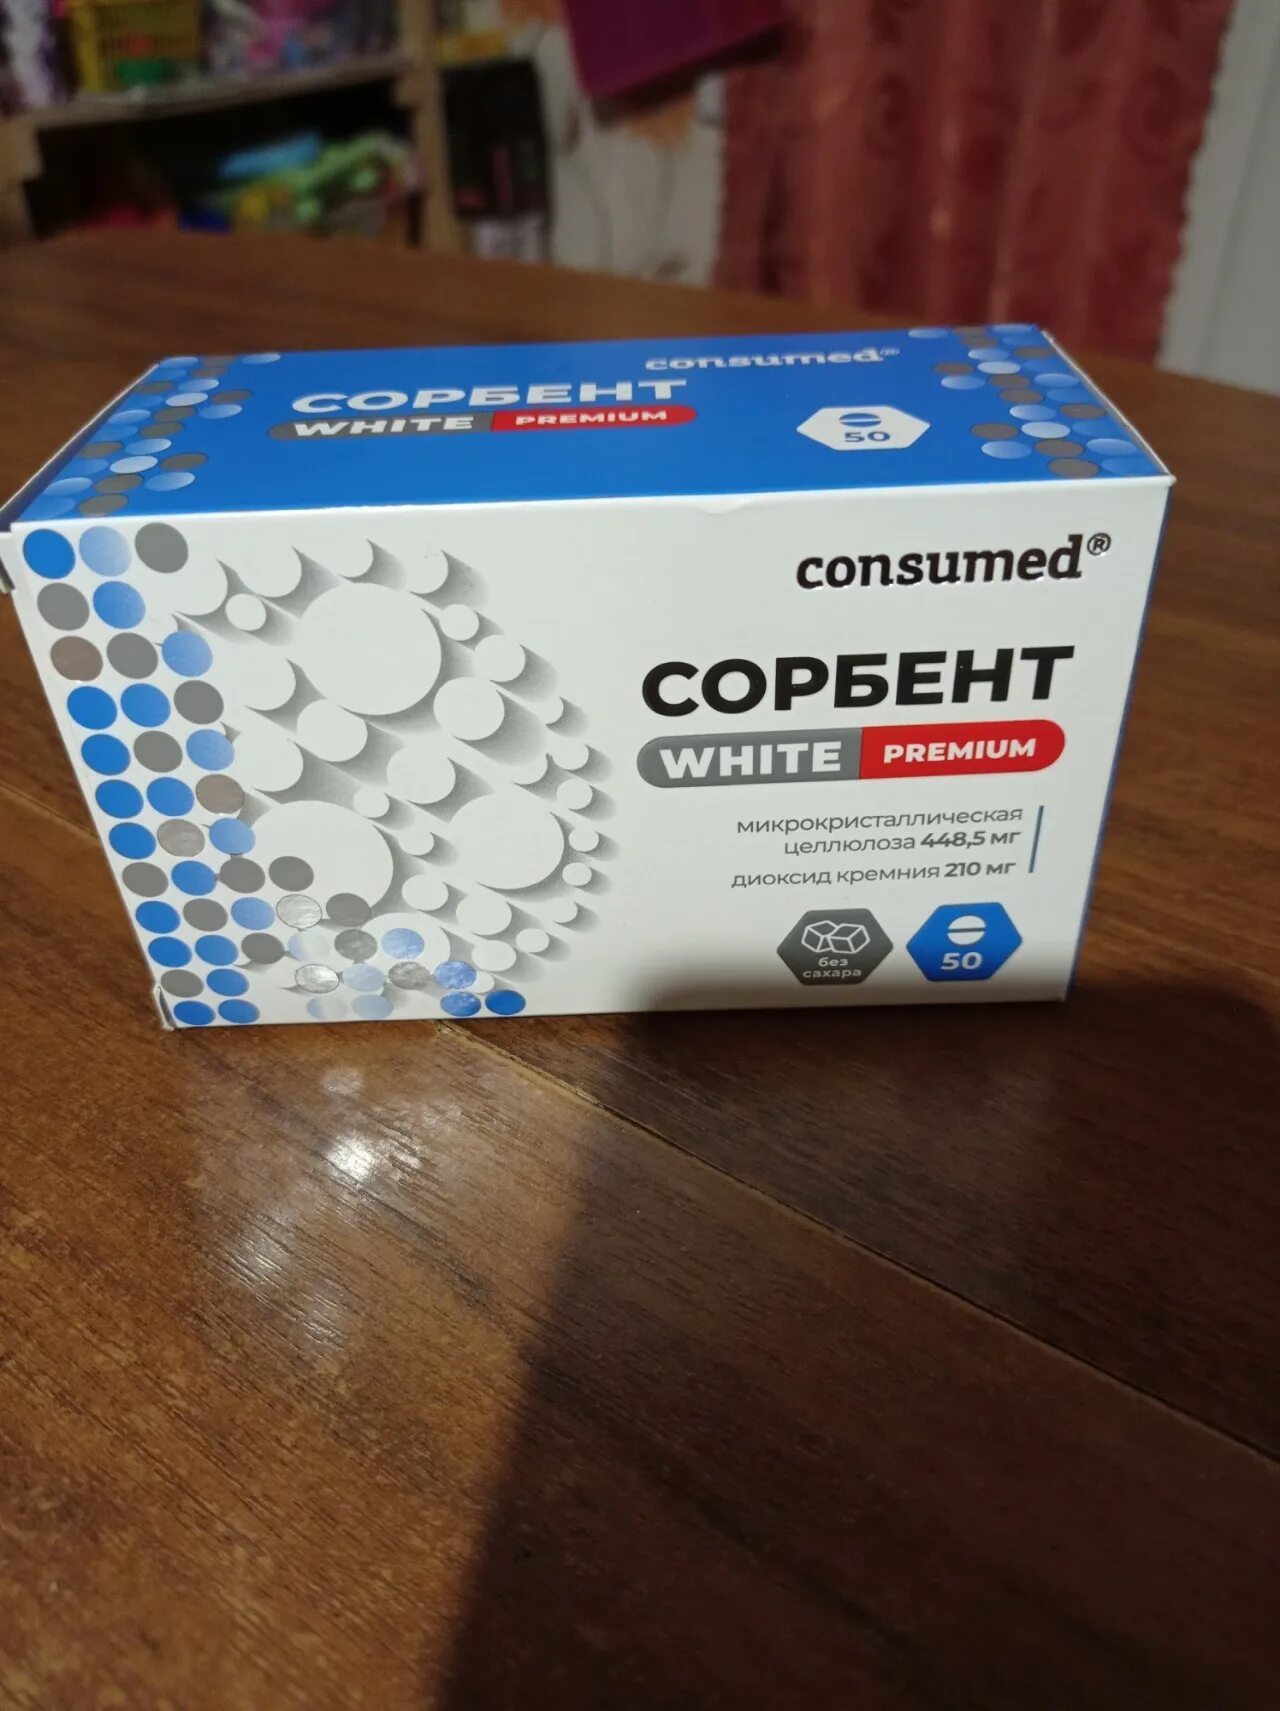 consumed®
СОРБЕНТ
WHITE PREMIUM
50
consumed®
СОРБЕНТ
WHITE PREMIUM
микрокристаллическая
целлюлоза 448,5 мг
диоксид кремния 210 мг
без
сахара
50